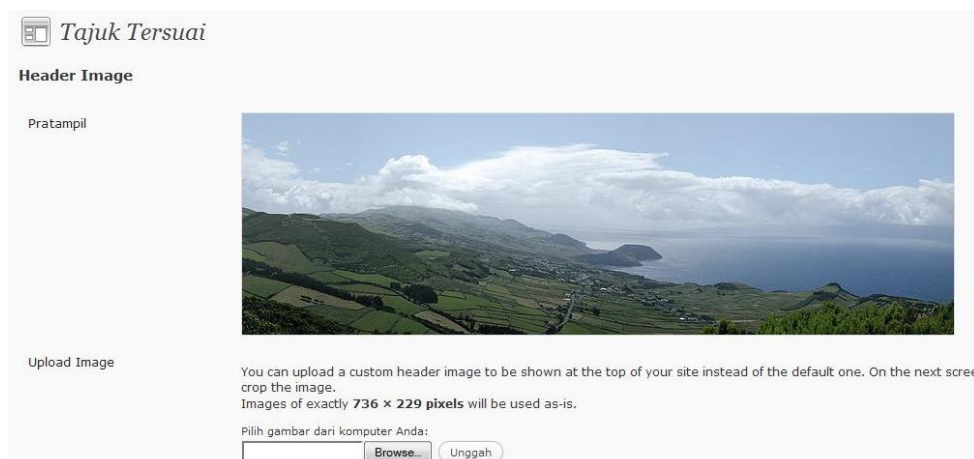 Tajuk Tersuai
Header Image
Pratampil
Upload Image
You can upload a custom header image to be shown at the top of your site instead of the default one. On the next
crop the image.
Images of exactly 736 × 229 pixels will be used as-is.
Pilih gambar dari komputer Anda:
Browse... Unggah